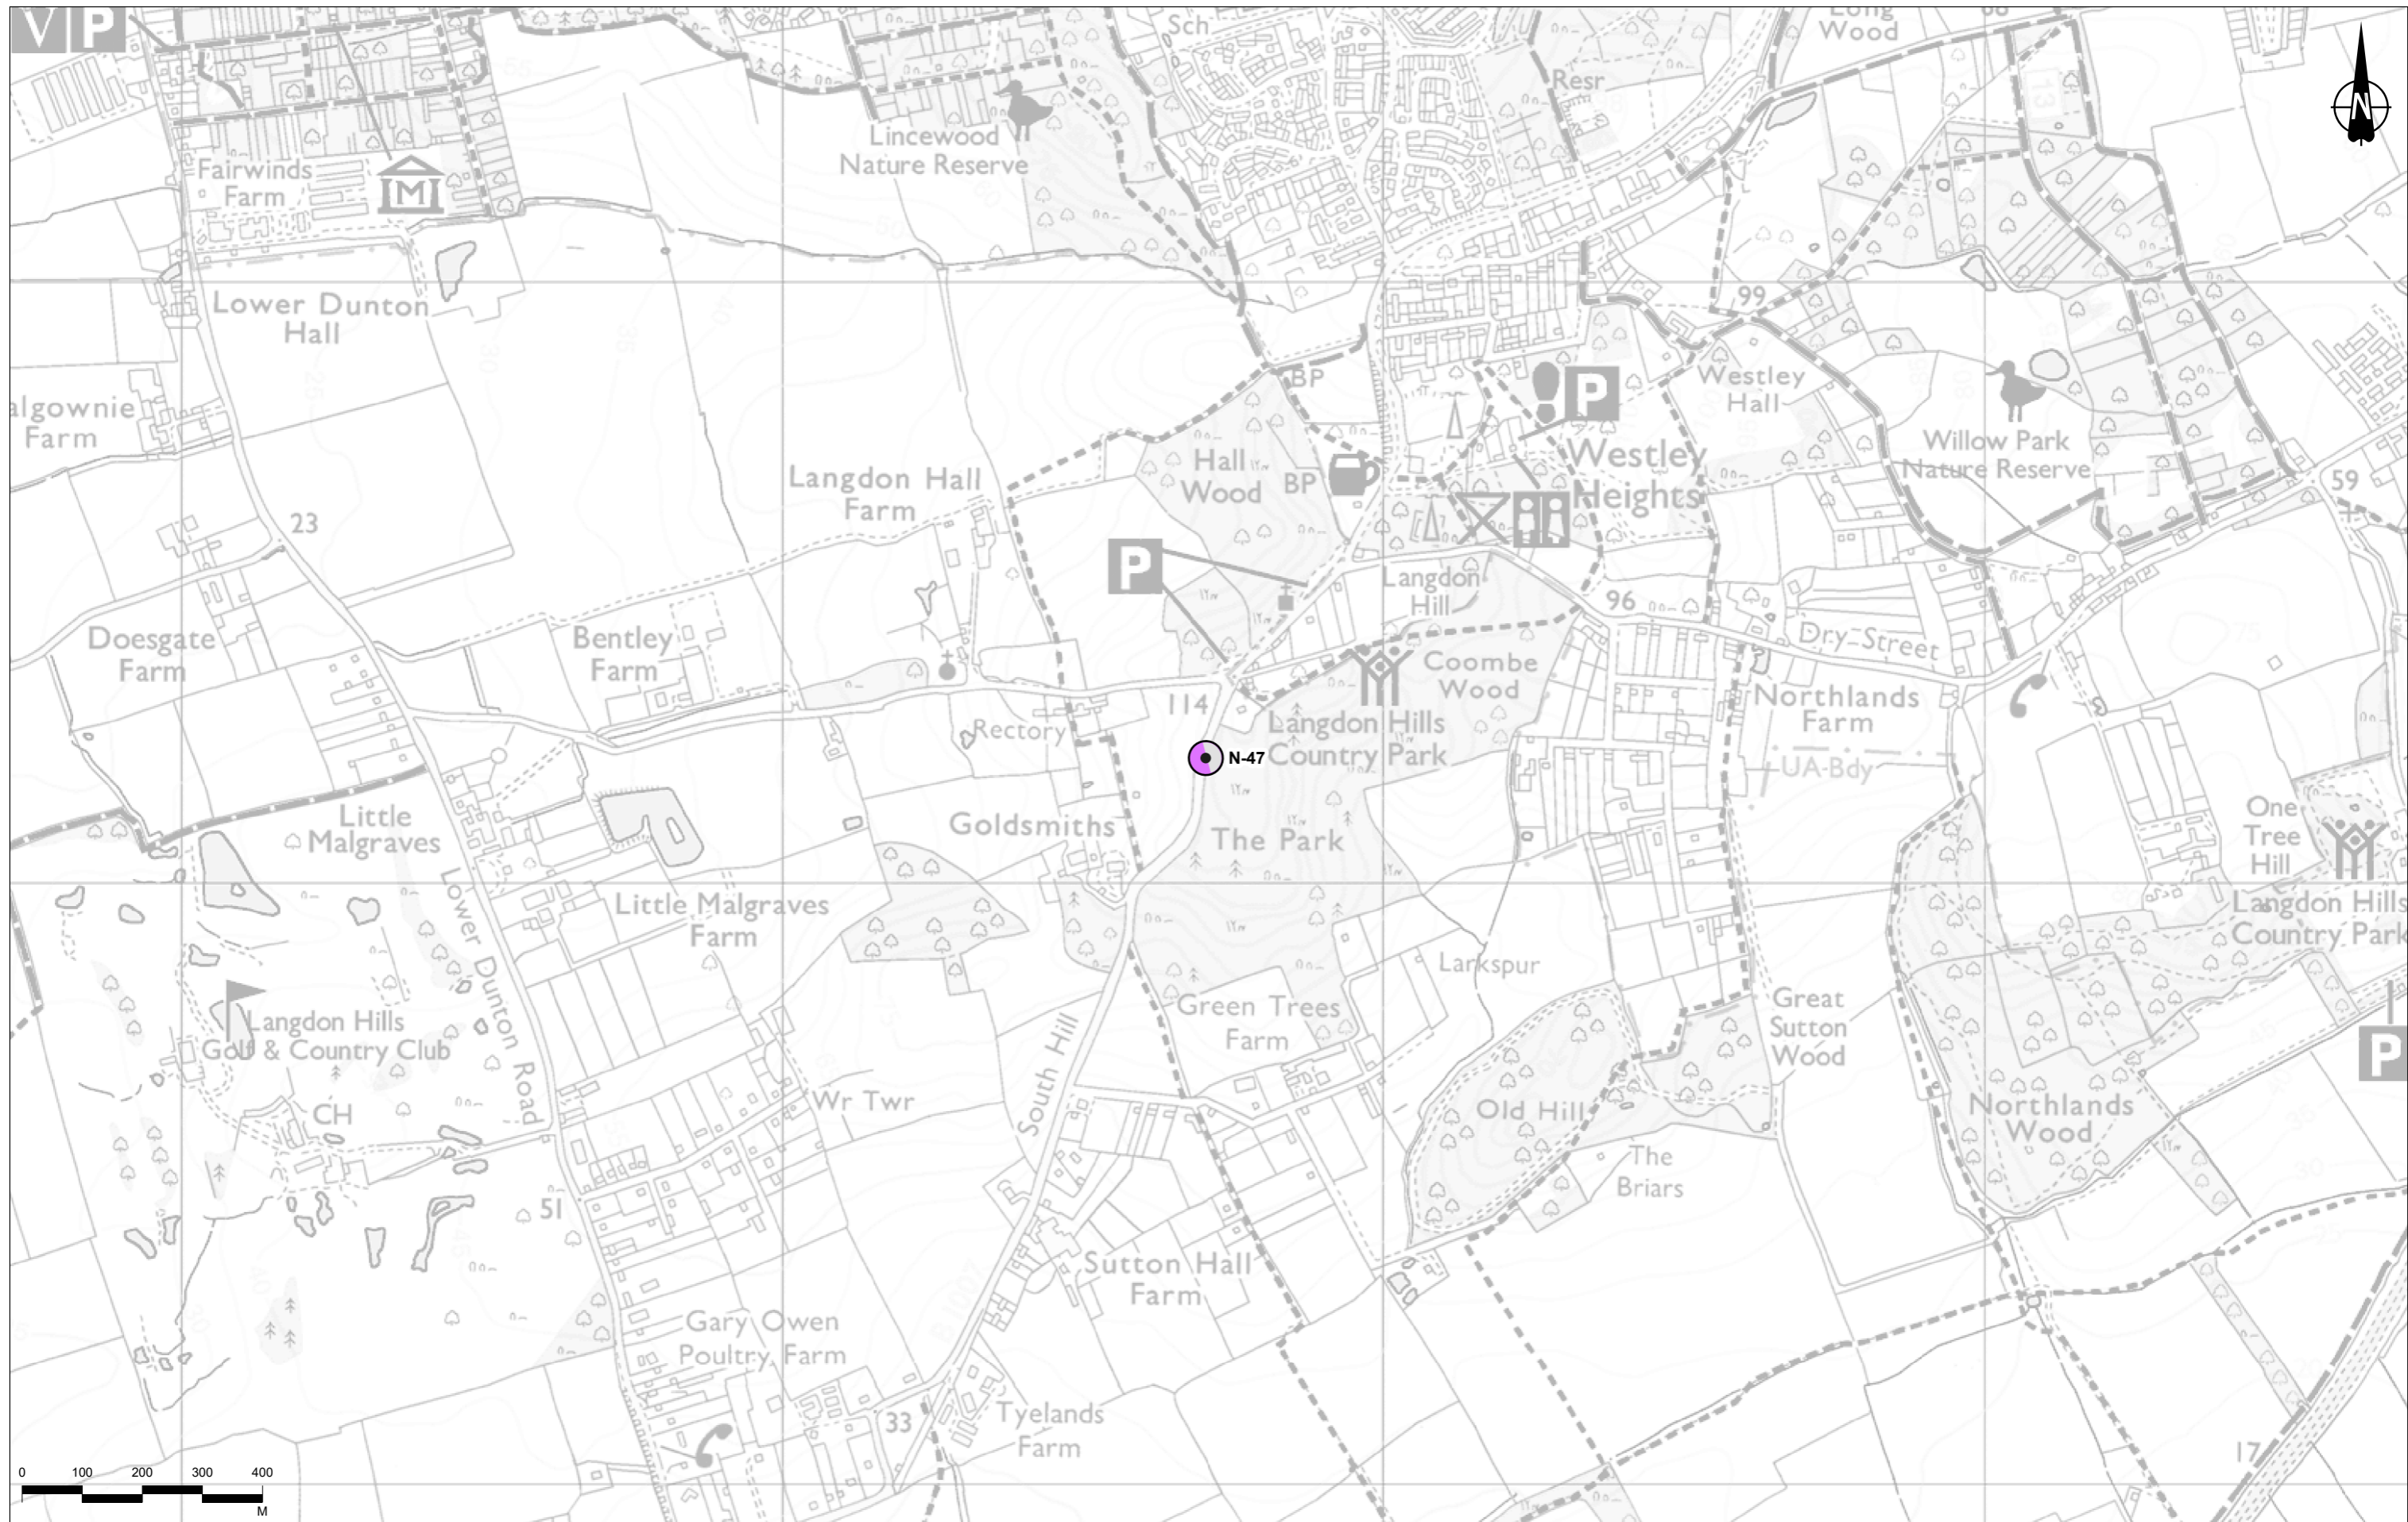 V P
Sch
Long
Wood
68
Resr
N
Lincewood
Nature Reserve
Fairwinds
Farm
M
Lower Dunton
Hall
99
BP
P
Westley
Hall
algownie
Farm
Willow Park
Nature Reserve
Westley
Heights
Hall
Wood
BP
Langdon Hall
Farm
59
23
P
Langdon
Hill
96
Dry Street
Doesgate
Farm
Bentley
Farm
Coombe
Wood
Northlands
Farm
114
Rectory
Langdon Hills
Country Park
N-47
UA Bdy
Little
Malgraves
Goldsmiths
The Park
One
Tree
Hill
Lower Dunton Road
Little Malgraves
Farm
Langdon Hills
Country Park
Larkspur
Green Trees
Farm
Great
Sutton
Wood
Langdon Hills
Golf & Country Club
South Hill
P
CH
Wr Twr
Old Hill
Northlands
Wood
The
Briars
51
Sutton Hall
Farm
B 1007
Gary Owen
Poultry Farm
33
Tyelands
Farm
17
0 100 200 300 400
M